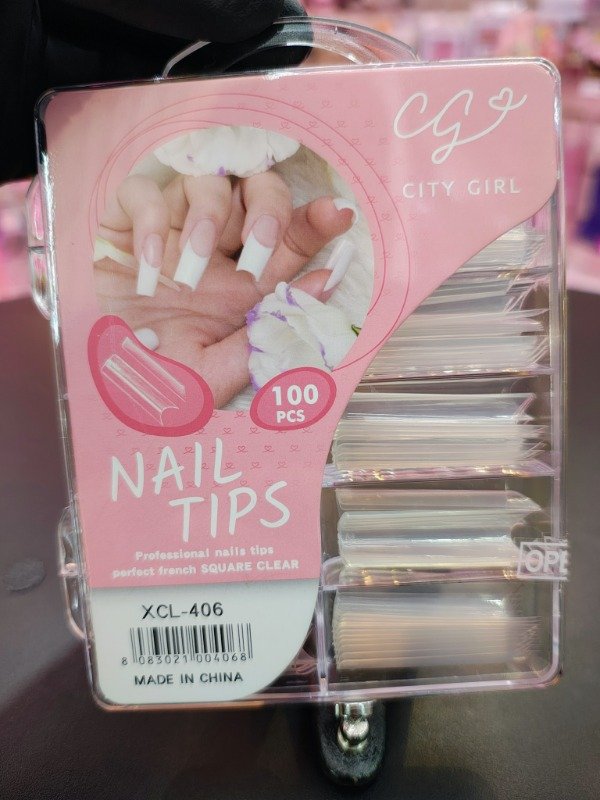 CG
CITY GIRL
100
PCS
NAIL
TIPS
Professional nails tips
perfect french SQUARE CLEAR
XCL-406
8 083021 004068
MADE IN CHINA
OPE